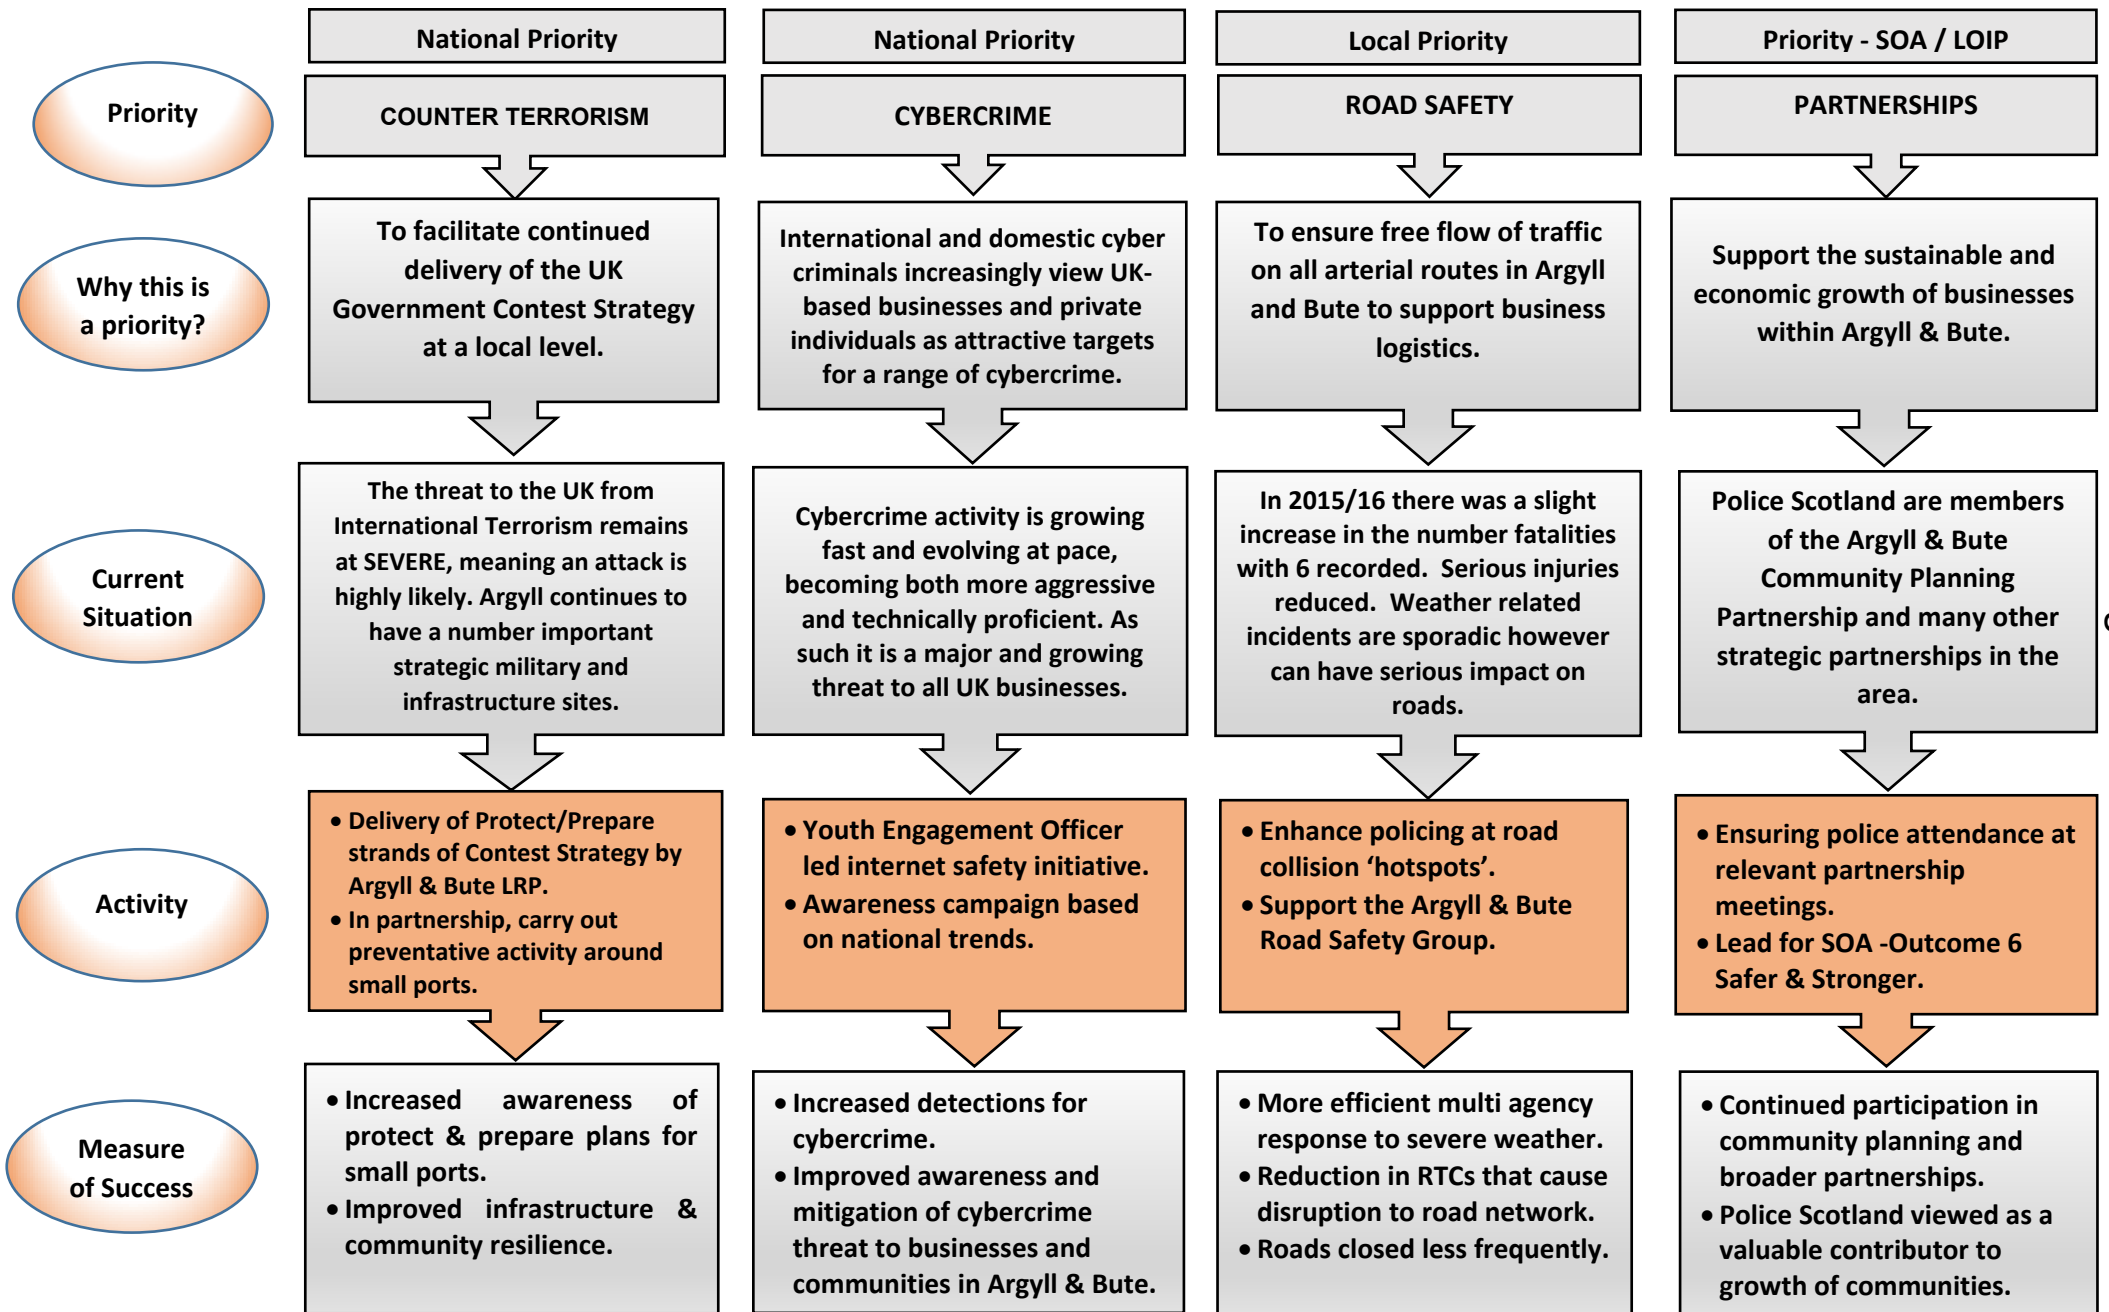 Priority
National Priority
COUNTER TERRORISM
National Priority
CYBERCRIME
Local Priority
ROAD SAFETY
Priority - SOA / LOIP
PARTNERSHIPS
Why this is
a priority?
To facilitate continued
delivery of the UK
Government Contest Strategy
at a local level.
International and domestic cyber
criminals increasingly view UK-
based businesses and private
individuals as attractive targets
for a range of cybercrime.
To ensure free flow of traffic
on all arterial routes in Argyll
and Bute to support business
logistics.
Support the sustainable and
economic growth of businesses
within Argyll & Bute.
Current
Situation
The threat to the UK from
International Terrorism remains
at SEVERE, meaning an attack is
highly likely. Argyll continues to
have a number important
strategic military and
infrastructure sites.
Cybercrime activity is growing
fast and evolving at pace,
becoming both more aggressive
and technically proficient. As
such it is a major and growing
threat to all UK businesses.
In 2015/16 there was a slight
increase in the number fatalities
with 6 recorded. Serious injuries
reduced. Weather related
incidents are sporadic however
can have serious impact on
roads.
Police Scotland are members
of the Argyll & Bute
Community Planning
Partnership and many other
strategic partnerships in the
area.
Activity
• Delivery of Protect/Prepare
strands of Contest Strategy by
Argyll & Bute LRP.
• In partnership, carry out
preventative activity around
small ports.
• Youth Engagement Officer
led internet safety initiative.
• Awareness campaign based
on national trends.
• Enhance policing at road
collision ‘hotspots’.
• Support the Argyll & Bute
Road Safety Group.
• Ensuring police attendance at
relevant partnership
meetings.
• Lead for SOA -Outcome 6
Safer & Stronger.
Measure
of Success
• Increased awareness of
protect & prepare plans for
small ports.
• Improved infrastructure &
community resilience.
• Increased detections for
cybercrime.
• Improved awareness and
mitigation of cybercrime
threat to businesses and
communities in Argyll & Bute.
• More efficient multi agency
response to severe weather.
• Reduction in RTCs that cause
disruption to road network.
• Roads closed less frequently.
• Continued participation in
community planning and
broader partnerships.
• Police Scotland viewed as a
valuable contributor to
growth of communities.